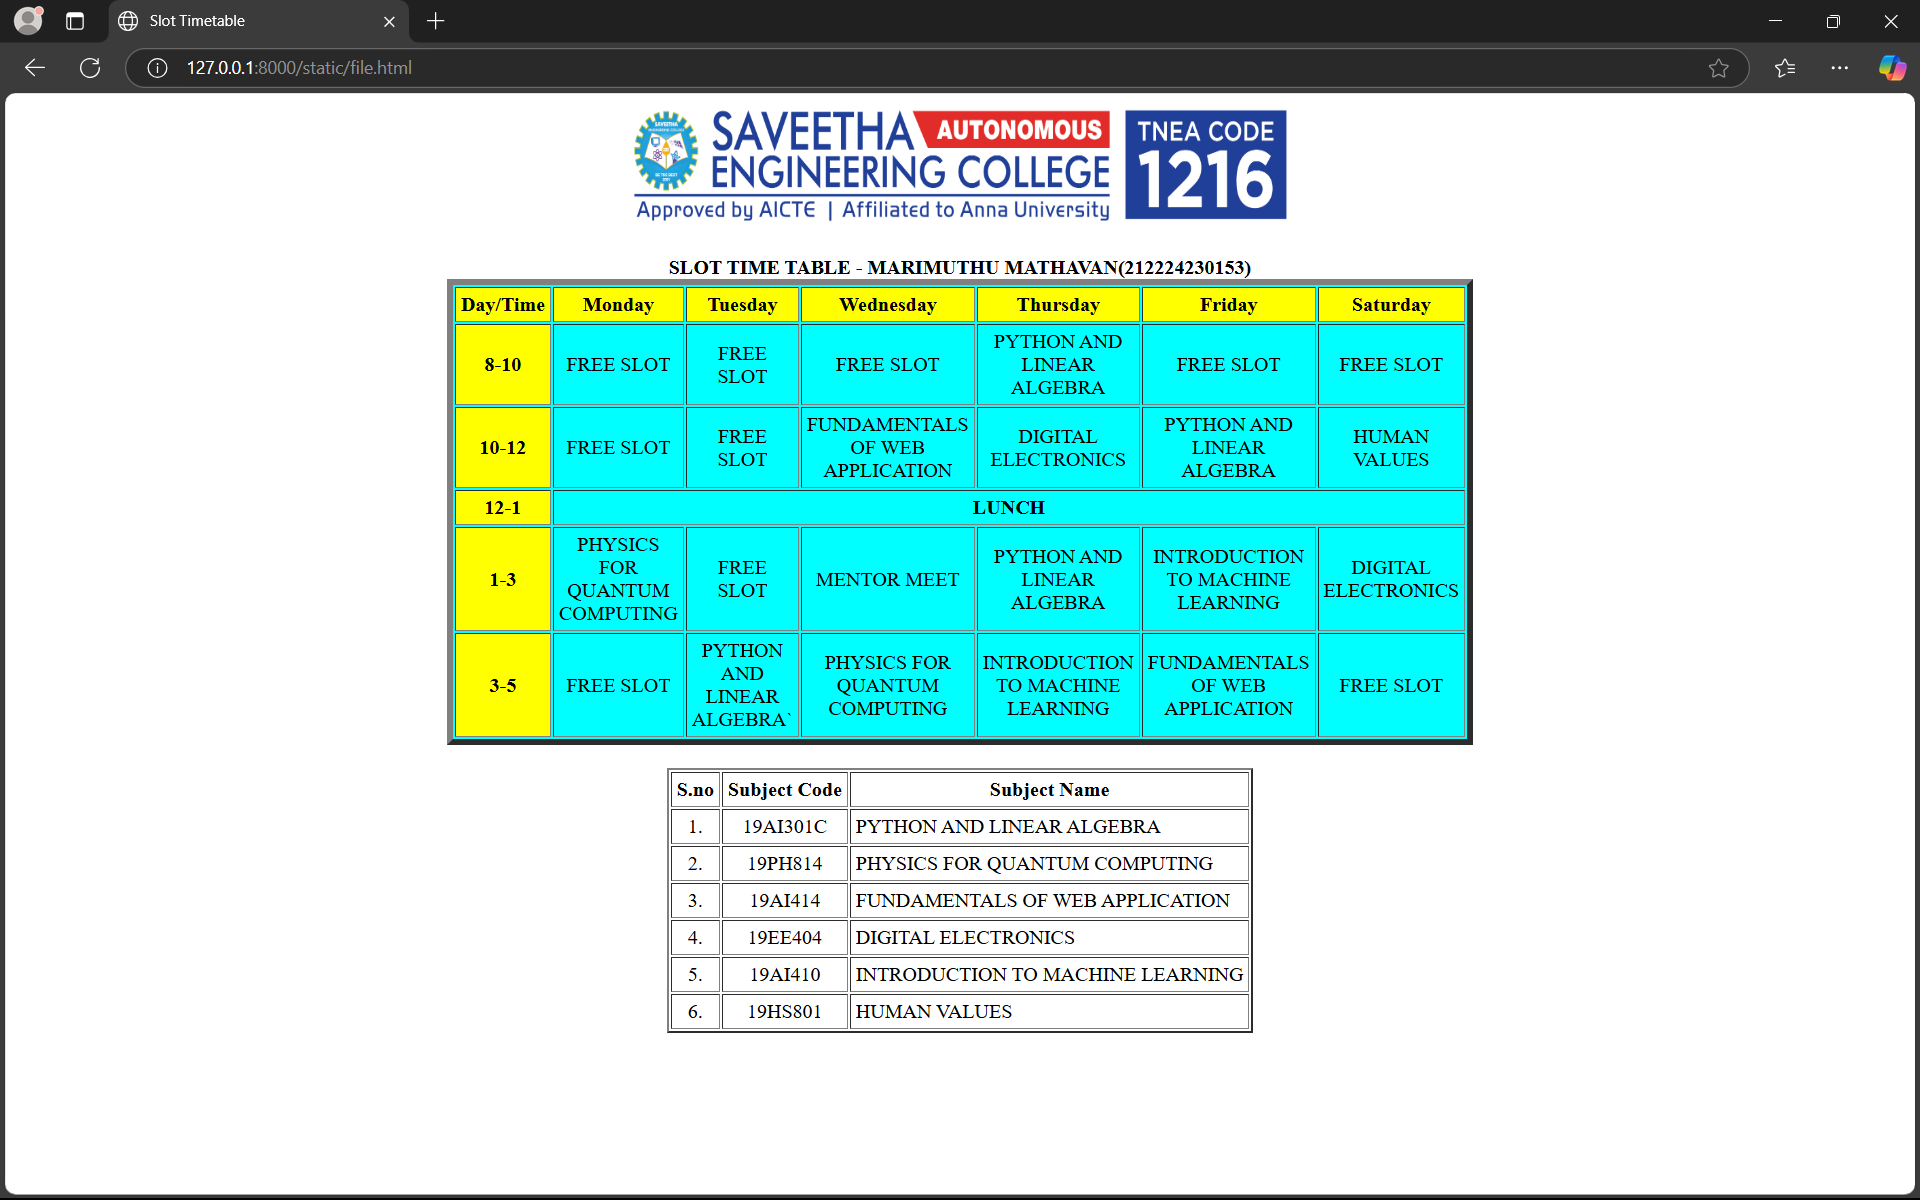 Slot Timetable
127.0.0.1:8000/static/file.html
SAVEETHA AUTONOMOUS
ENGINEERING COLLEGE
Approved by AICTE | Affiliated to Anna University
TNEA CODE
1216
SLOT TIME TABLE - MARIMUTHU MATHAVAN(212224230153)
Day/Time Monday Tuesday Wednesday Thursday Friday Saturday
8-10 FREE SLOT FREE SLOT FREE SLOT PYTHON AND LINEAR ALGEBRA FREE SLOT FREE SLOT
10-12 FREE SLOT FREE SLOT FUNDAMENTALS OF WEB APPLICATION DIGITAL ELECTRONICS PYTHON AND LINEAR ALGEBRA HUMAN VALUES
12-1 LUNCH
1-3 PHYSICS FOR QUANTUM COMPUTING FREE SLOT MENTOR MEET PYTHON AND LINEAR ALGEBRA INTRODUCTION TO MACHINE LEARNING DIGITAL ELECTRONICS
3-5 FREE SLOT PYTHON AND LINEAR ALGEBRA` PHYSICS FOR QUANTUM COMPUTING INTRODUCTION TO MACHINE LEARNING FUNDAMENTALS OF WEB APPLICATION FREE SLOT
S.no Subject Code Subject Name
1. 19AI301C PYTHON AND LINEAR ALGEBRA
2. 19PH814 PHYSICS FOR QUANTUM COMPUTING
3. 19AI414 FUNDAMENTALS OF WEB APPLICATION
4. 19EE404 DIGITAL ELECTRONICS
5. 19AI410 INTRODUCTION TO MACHINE LEARNING
6. 19HS801 HUMAN VALUES